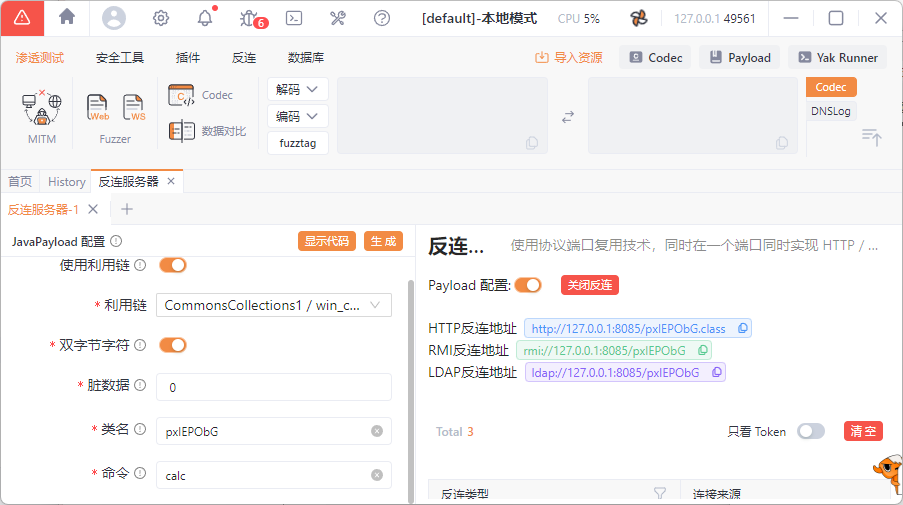 6 [default]-本地模式 CPU 5% 127.0.0.1 49561
渗透测试 安全工具 插件 反连 数据库 导入资源 Codec Payload Yak Runner
MITM Web WS Fuzzer Codec 数据对比 解码 编码 fuzztag Codec DNSLog
首页 History 反连服务器
反连服务器-1
JavaPayload 配置 显示代码 生成
使用利用链
* 利用链 CommonsCollections1 / win_c...
* 双字节字符
* 脏数据 0
* 类名 pxIEPObG
* 命令 calc
反连... 使用协议端口复用技术，同时在一个端口同时实现 HTTP / ...
Payload 配置: 关闭反连
HTTP反连地址 http://127.0.0.1:8085/pxIEPObG.class
RMI反连地址 rmi://127.0.0.1:8085/pxIEPObG
LDAP反连地址 ldap://127.0.0.1:8085/pxIEPObG
Total 3 只看 Token 清空
反连类型 连接来源